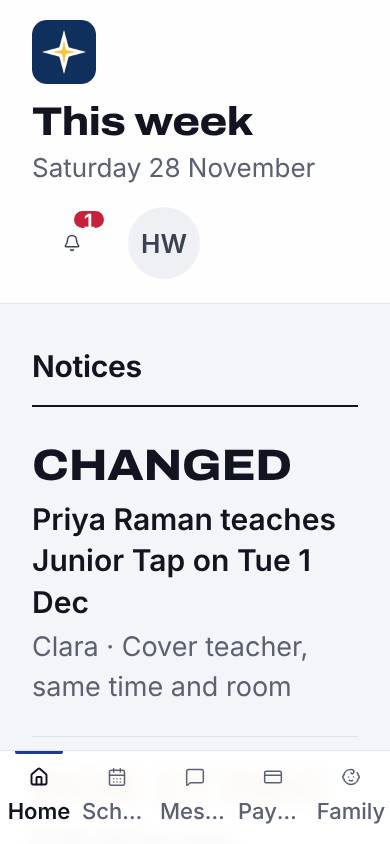 This week
Saturday 28 November
1
HW
Notices
CHANGED
Priya Raman teaches
Junior Tap on Tue 1
Dec
Clara · Cover teacher,
same time and room
Home Sch... Mes... Pay... Family